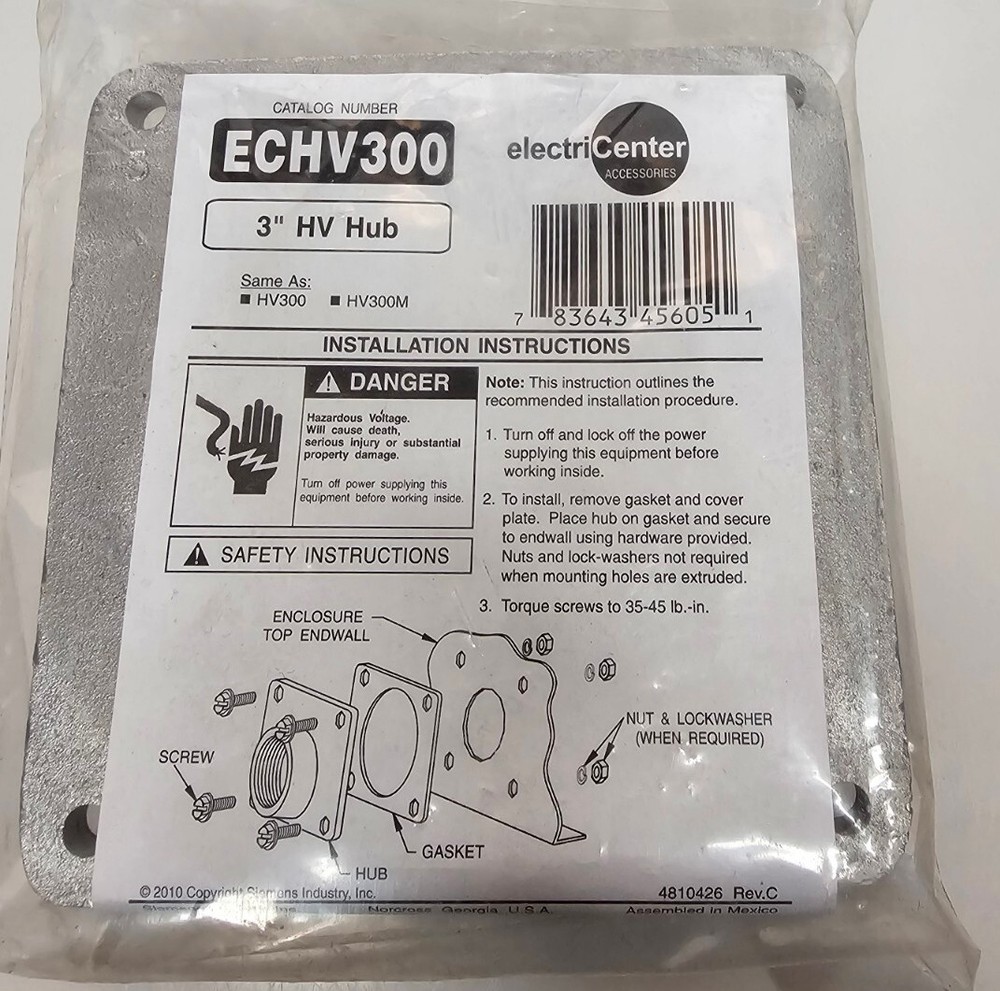 CATALOG NUMBER
ECHV300
electriCenter
ACCESSORIES
3" HV Hub
Same As:
■ HV300 ■ HV300M
7 83643 45605 1
INSTALLATION INSTRUCTIONS
DANGER
Hazardous Voltage.
Will cause death,
serious injury or substantial
property damage.
Turn off power supplying this
equipment before working inside.
SAFETY INSTRUCTIONS
Note: This instruction outlines the
recommended installation procedure.
1. Turn off and lock off the power
supplying this equipment before
working inside.
2. To install, remove gasket and cover
plate. Place hub on gasket and secure
to endwall using hardware provided.
Nuts and lock-washers not required
when mounting holes are extruded.
3. Torque screws to 35-45 lb.-in.
ENCLOSURE
TOP ENDWALL
NUT & LOCKWASHER
(WHEN REQUIRED)
SCREW
GASKET
HUB
© 2010 Copyright Siemens Industry, Inc.
4810426 Rev.C
Norcross Georgia, U.S.A.
Assembled in Mexico